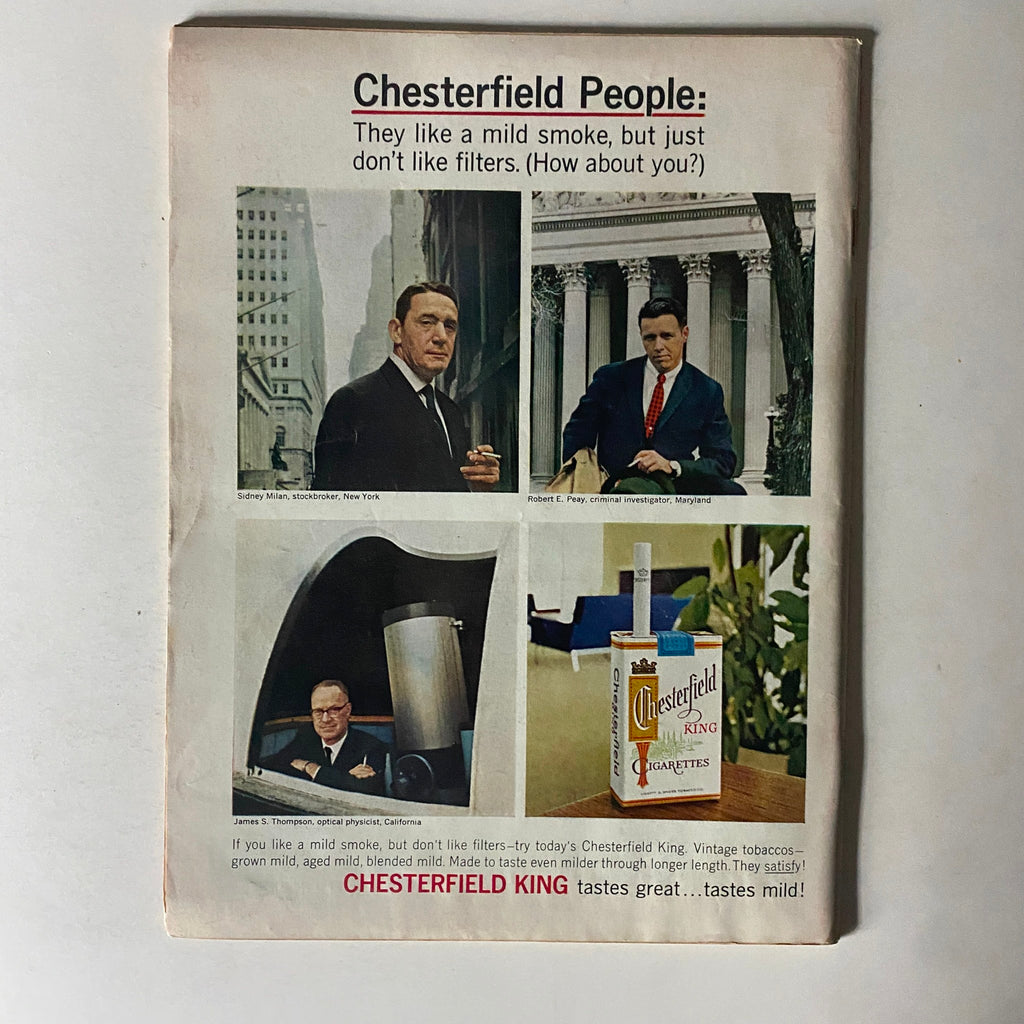 Chesterfield People:
They like a mild smoke, but just
don't like filters. (How about you?)
Sidney Milan, stockbroker, New York
Robert E. Peay, criminal investigator, Maryland
James S. Thompson, optical physicist, California
Chesterfield
Chesterfield
KING
CIGARETTES
If you like a mild smoke, but don't like filters–try today's Chesterfield King. Vintage tobaccos–
grown mild, aged mild, blended mild. Made to taste even milder through longer length. They satisfy!
CHESTERFIELD KING tastes great...tastes mild!